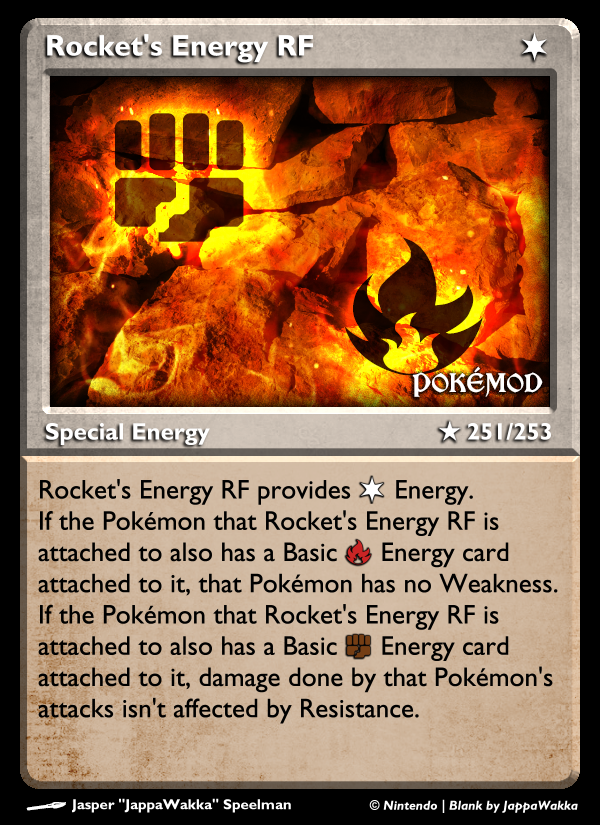 Rocket's Energy RF
POKÉMOD
Special Energy
★ 251/253
Rocket's Energy RF provides Energy.
If the Pokémon that Rocket's Energy RF is
attached to also has a Basic Energy card
attached to it, that Pokémon has no Weakness.
If the Pokémon that Rocket's Energy RF is
attached to also has a Basic Energy card
attached to it, damage done by that Pokémon's
attacks isn't affected by Resistance.
Jasper "JappaWakka" Speelman
© Nintendo | Blank by JappaWakka